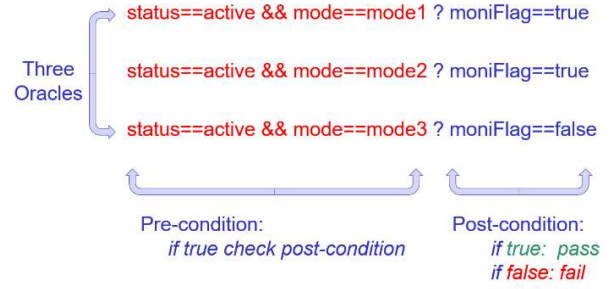 status==active && mode==mode1 ? moniFlag==true
Three
Oracles
status==active && mode==mode2 ? moniFlag==true
status==active && mode==mode3 ? moniFlag==false
Pre-condition:
if true check post-condition
Post-condition:
if true: pass
if false: fail